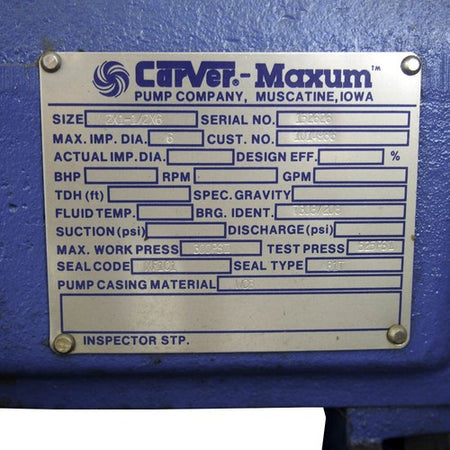 CARVER®-Maxum™
PUMP COMPANY, MUSCATINE, IOWA
SIZE 2X1-1/2X6 SERIAL NO.
MAX. IMP. DIA. 6 CUST. NO.
ACTUAL IMP. DIA. DESIGN EFF. %
BHP RPM GPM
TDH (ft) SPEC. GRAVITY
FLUID TEMP. BRG. IDENT.
SUCTION (psi) DISCHARGE (psi)
MAX. WORK PRESS TEST PRESS
SEAL CODE SEAL TYPE
PUMP CASING MATERIAL
INSPECTOR STP.